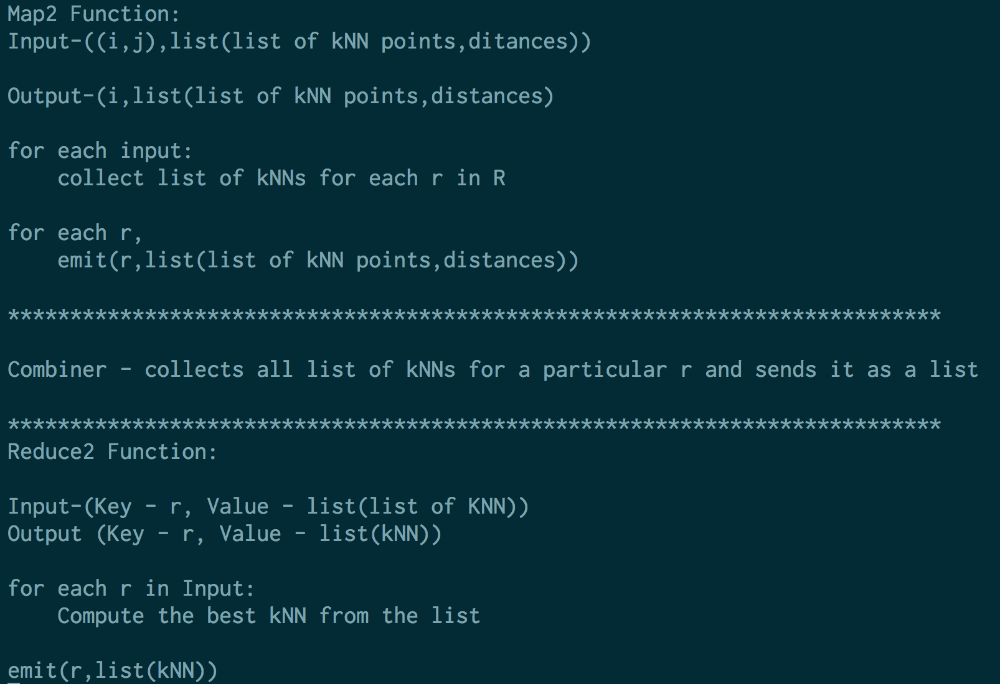 Map2 Function:
Input-((i,j),list(list of kNN points,ditances))
Output-(i,list(list of kNN points,distances)
for each input:
    collect list of kNNs for each r in R
for each r,
    emit(r,list(list of kNN points,distances))
***************************************************************************
Combiner - collects all list of kNNs for a particular r and sends it as a list
***************************************************************************
Reduce2 Function:
Input-(Key - r, Value - list(list of KNN))
Output (Key - r, Value - list(kNN))
for each r in Input:
    Compute the best kNN from the list
emit(r,list(kNN))